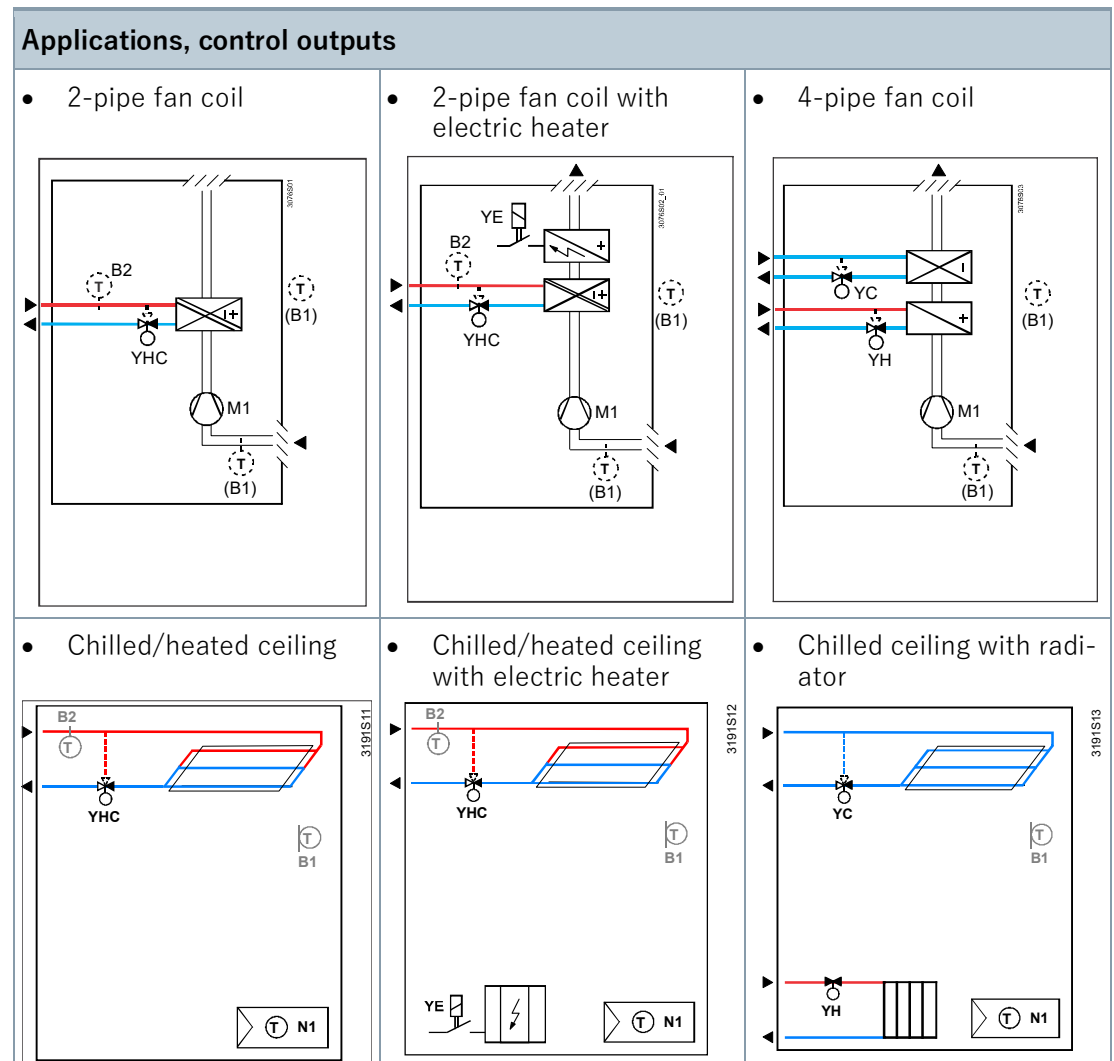 Applications, control outputs
• 2-pipe fan coil
• 2-pipe fan coil with
electric heater
• 4-pipe fan coil
3076S01
B2
T
T
(B1)
YHC
M1
T
(B1)
3076S02_01
YE
B2
T
T
(B1)
YHC
M1
T
(B1)
3076S03
YC
T
(B1)
YH
M1
T
(B1)
• Chilled/heated ceiling
• Chilled/heated ceiling
with electric heater
• Chilled ceiling with radi-
ator
3191S11
B2
T
YHC
T
B1
T N1
3191S12
B2
T
YHC
T
B1
YE
T N1
3191S13
YC
T
B1
YH
T N1